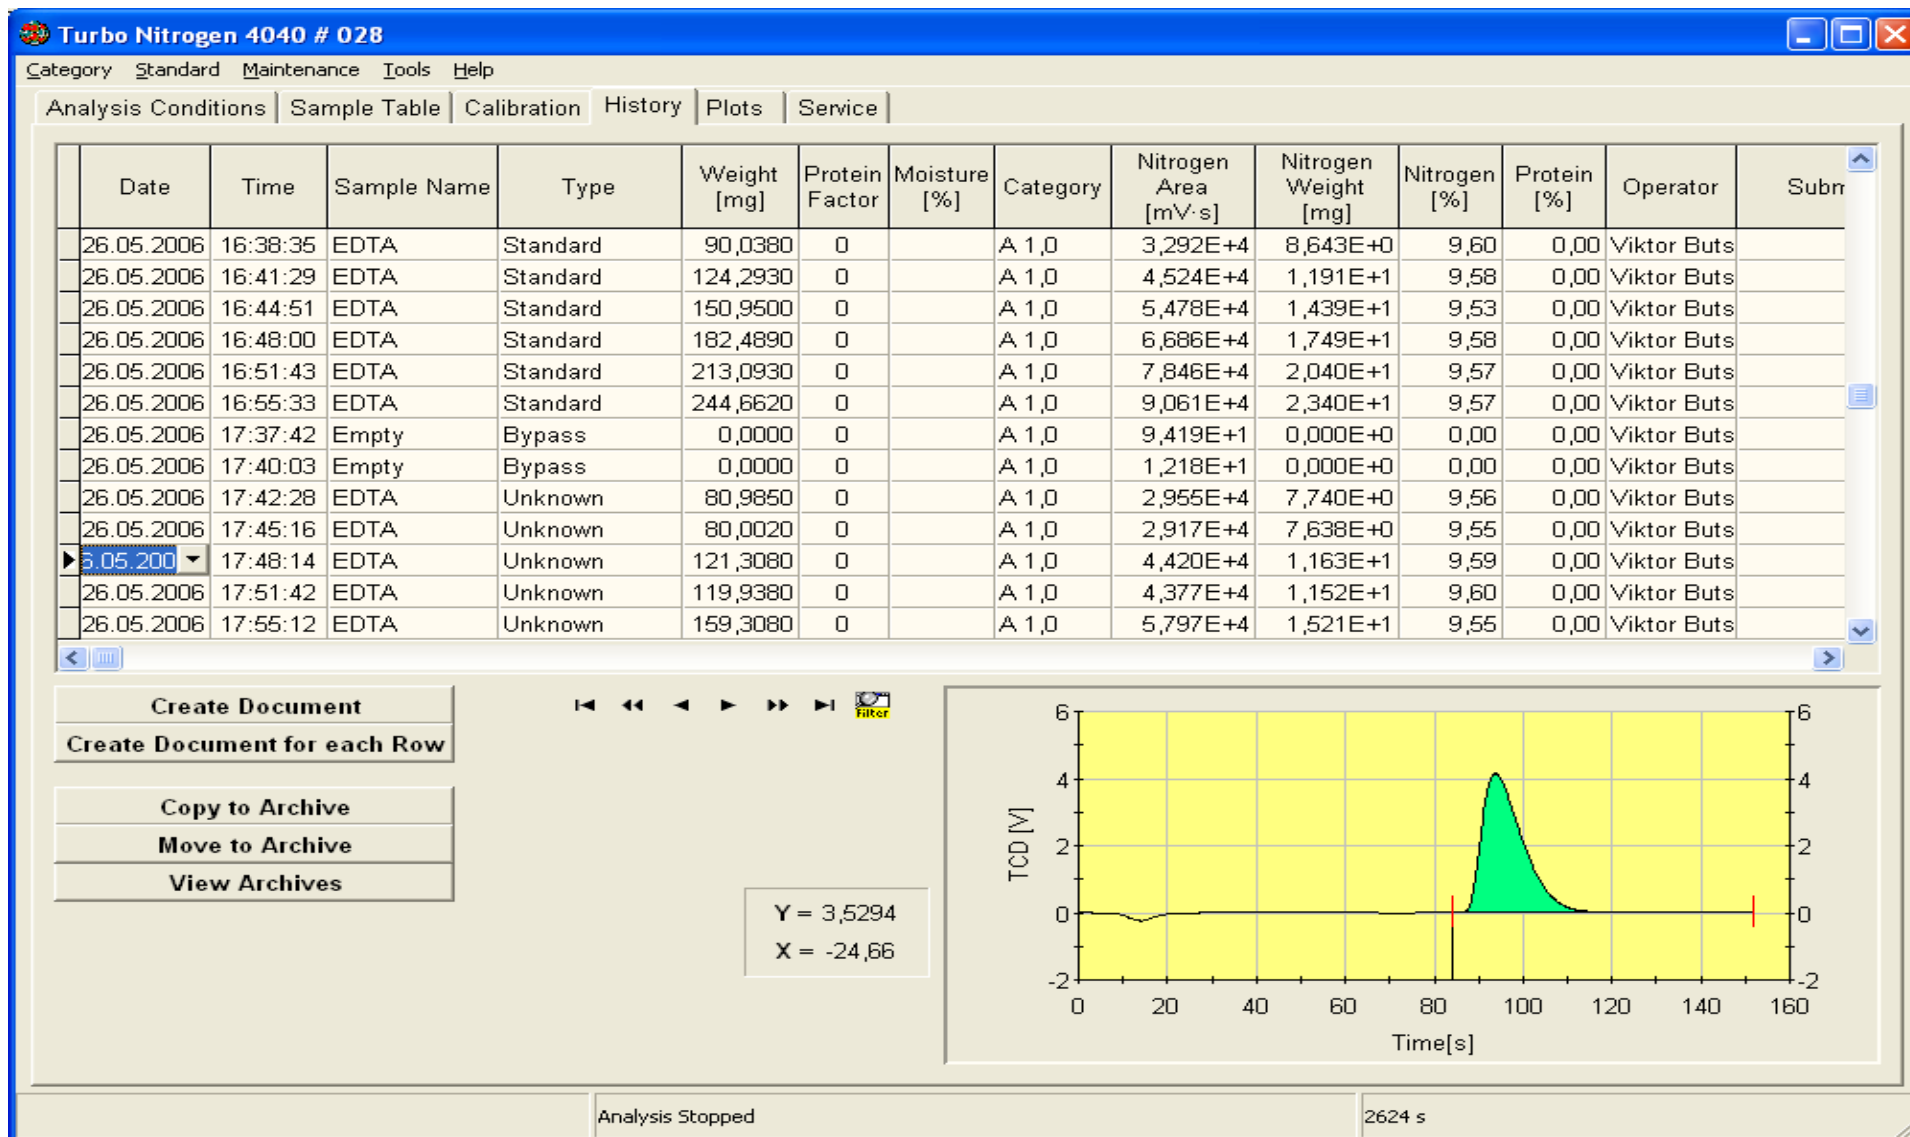 Turbo Nitrogen 4040 # 028
Category Standard Maintenance Tools Help
Analysis Conditions Sample Table Calibration History Plots Service
Date Time Sample Name Type Weight [mg] Protein Factor Moisture [%] Category Nitrogen Area [mV·s] Nitrogen Weight [mg] Nitrogen [%] Protein [%] Operator Subm
26.05.2006 16:38:35 EDTA Standard 90,0380 0 A 1,0 3,292E+4 8,643E+0 9,60 0,00 Viktor Buts
26.05.2006 16:41:29 EDTA Standard 124,2930 0 A 1,0 4,524E+4 1,191E+1 9,58 0,00 Viktor Buts
26.05.2006 16:44:51 EDTA Standard 150,9500 0 A 1,0 5,478E+4 1,439E+1 9,53 0,00 Viktor Buts
26.05.2006 16:48:00 EDTA Standard 182,4890 0 A 1,0 6,686E+4 1,749E+1 9,58 0,00 Viktor Buts
26.05.2006 16:51:43 EDTA Standard 213,0930 0 A 1,0 7,846E+4 2,040E+1 9,57 0,00 Viktor Buts
26.05.2006 16:55:33 EDTA Standard 244,6620 0 A 1,0 9,061E+4 2,340E+1 9,57 0,00 Viktor Buts
26.05.2006 17:37:42 Empty Bypass 0,0000 0 A 1,0 9,419E+1 0,000E+0 0,00 0,00 Viktor Buts
26.05.2006 17:40:03 Empty Bypass 0,0000 0 A 1,0 1,218E+1 0,000E+0 0,00 0,00 Viktor Buts
26.05.2006 17:42:28 EDTA Unknown 80,9850 0 A 1,0 2,955E+4 7,740E+0 9,56 0,00 Viktor Buts
26.05.2006 17:45:16 EDTA Unknown 80,0020 0 A 1,0 2,917E+4 7,638E+0 9,55 0,00 Viktor Buts
6.05.200 17:48:14 EDTA Unknown 121,3080 0 A 1,0 4,420E+4 1,163E+1 9,59 0,00 Viktor Buts
26.05.2006 17:51:42 EDTA Unknown 119,9380 0 A 1,0 4,377E+4 1,152E+1 9,60 0,00 Viktor Buts
26.05.2006 17:55:12 EDTA Unknown 159,3080 0 A 1,0 5,797E+4 1,521E+1 9,55 0,00 Viktor Buts
Create Document
Create Document for each Row
Filter
Copy to Archive
Move to Archive
View Archives
Y = 3,5294
X = -24,66
TCD [V]
6 6
4 4
2 2
0 0
-2 -2
0 20 40 60 80 100 120 140 160
Time[s]
Analysis Stopped 2624 s